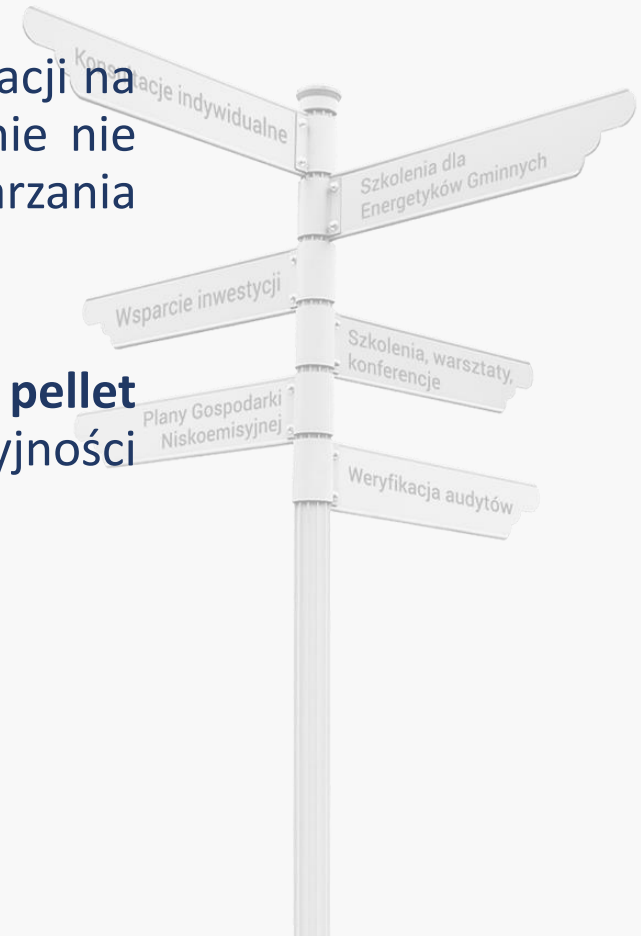 acji na
nie nie
arzania
pellet
yjności
Konsultacje indywidualne
Szkolenia dla
Energetyków Gminnych
Wsparcie inwestycji
Szkolenia, warsztaty,
konferencje
Plany Gospodarki
Niskoemisyjnej
Weryfikacja audytów